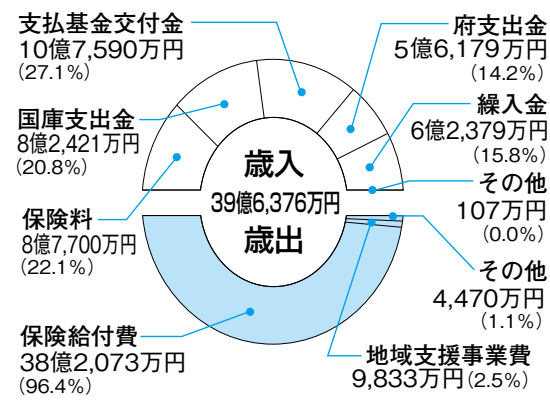 支払基金交付金
10億7,590万円
(27.1%)
府支出金
5億6,179万円
(14.2%)
国庫支出金
8億2,421万円
(20.8%)
繰入金
6億2,379万円
(15.8%)
保険料
8億7,700万円
(22.1%)
その他
107万円
(0.0%)
歳入
39億6,376万円
歳出
その他
4,470万円
(1.1%)
保険給付費
38億2,073万円
(96.4%)
地域支援事業費
9,833万円(2.5%)